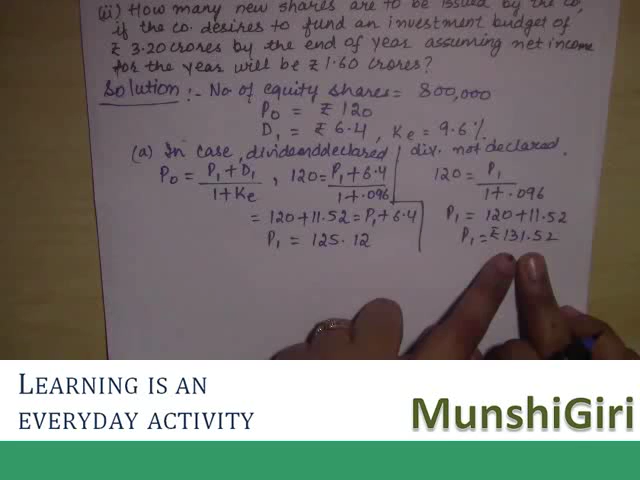 (ii) How many new shares are to be issued by the co.
if the co. desires to fund an investment budget of
₹ 3.20 crores by the end of year assuming net income
for the year will be ₹ 1.60 crores?
Solution:- No of equity shares = 800,000
P0 = ₹ 120
D1 = ₹ 6.4, Ke = 9.6%
(a) In case, dividend declared
P0 = P1 + D1 / 1 + Ke, 120 = P1 + 6.4 / 1 + .096
= 120 + 11.52 = P1 + 6.4
P1 = 125.12
div. not declared.
120 = P1 / 1 + .096
P1 = 120 + 11.52
P1 = ₹ 131.52
LEARNING IS AN
EVERYDAY ACTIVITY
MunshiGiri